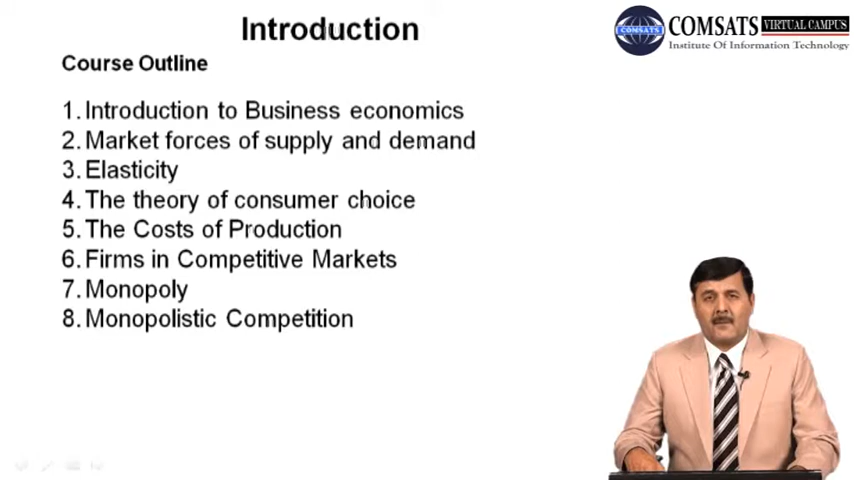 Introduction
COMSATS
COMSATS VIRTUAL CAMPUS
Institute Of Information Technology
Course Outline
1. Introduction to Business economics
2. Market forces of supply and demand
3. Elasticity
4. The theory of consumer choice
5. The Costs of Production
6. Firms in Competitive Markets
7. Monopoly
8. Monopolistic Competition